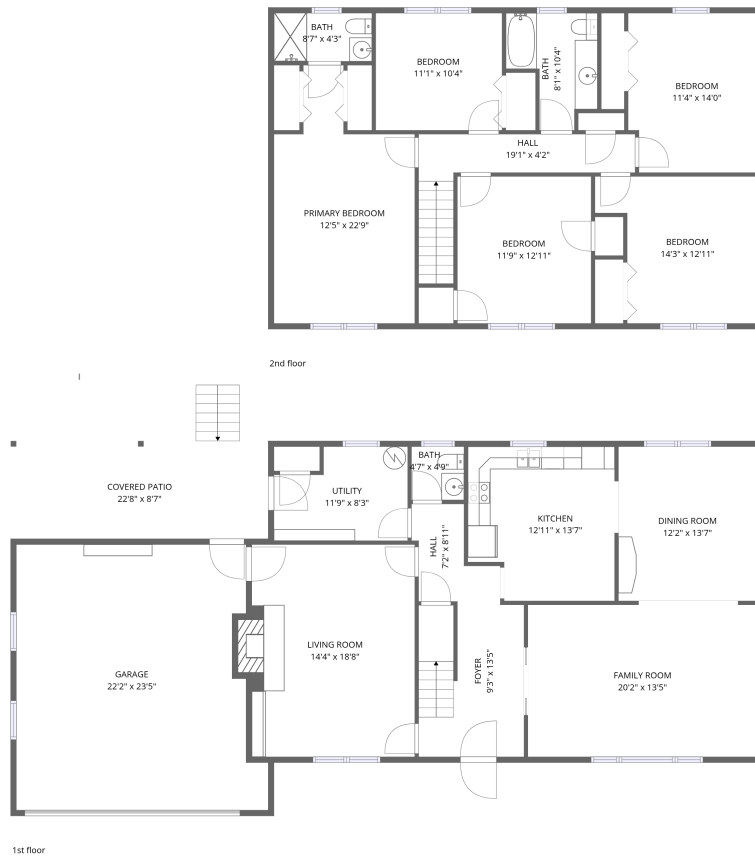 BATH
8'7" x 4'3"
BEDROOM
11'1" x 10'4"
BATH
8'1" x 10'4"
BEDROOM
11'4" x 14'0"
HALL
19'1" x 4'2"
PRIMARY BEDROOM
12'5" x 22'9"
BEDROOM
11'9" x 12'11"
BEDROOM
14'3" x 12'11"
2nd floor
BATH
4'7" x 4'9"
COVERED PATIO
22'8" x 8'7"
UTILITY
11'9" x 8'3"
KITCHEN
12'11" x 13'7"
DINING ROOM
12'2" x 13'7"
HALL
7'2" x 8'11"
LIVING ROOM
14'4" x 18'8"
GARAGE
22'2" x 23'5"
FOYER
9'3" x 13'5"
FAMILY ROOM
20'2" x 13'5"
1st floor